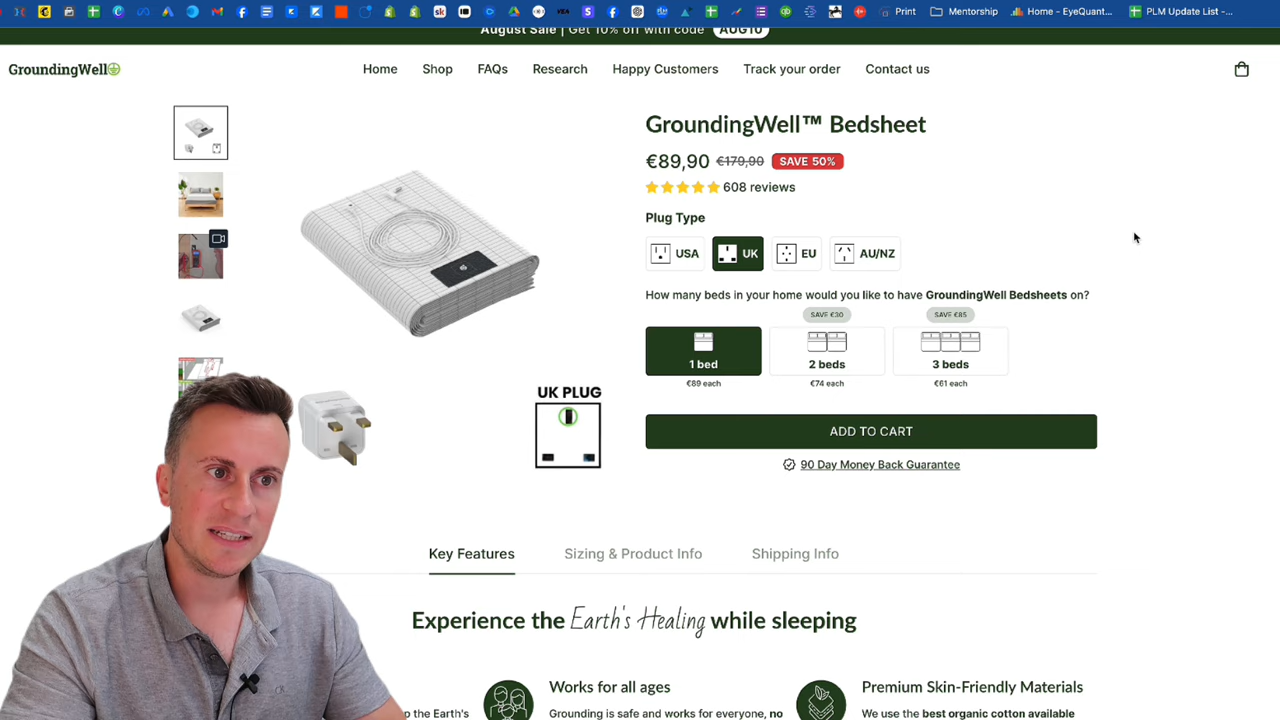 Print
Mentorship
Home - EyeQuant...
PLM Update List -...
August Sale | Get 10% off with code AUG10
GroundingWell
Home
Shop
FAQs
Research
Happy Customers
Track your order
Contact us
GroundingWell™ Bedsheet
€89,90 €179,90 SAVE 50%
608 reviews
Plug Type
USA
UK
EU
AU/NZ
How many beds in your home would you like to have GroundingWell Bedsheets on?
SAVE €30
SAVE €85
1 bed
2 beds
3 beds
€89 each
€74 each
€61 each
UK PLUG
ADD TO CART
90 Day Money Back Guarantee
Key Features
Sizing & Product Info
Shipping Info
Experience the Earth's Healing while sleeping
Works for all ages
Premium Skin-Friendly Materials
p the Earth's
Grounding is safe and works for everyone, no
We use the best organic cotton available